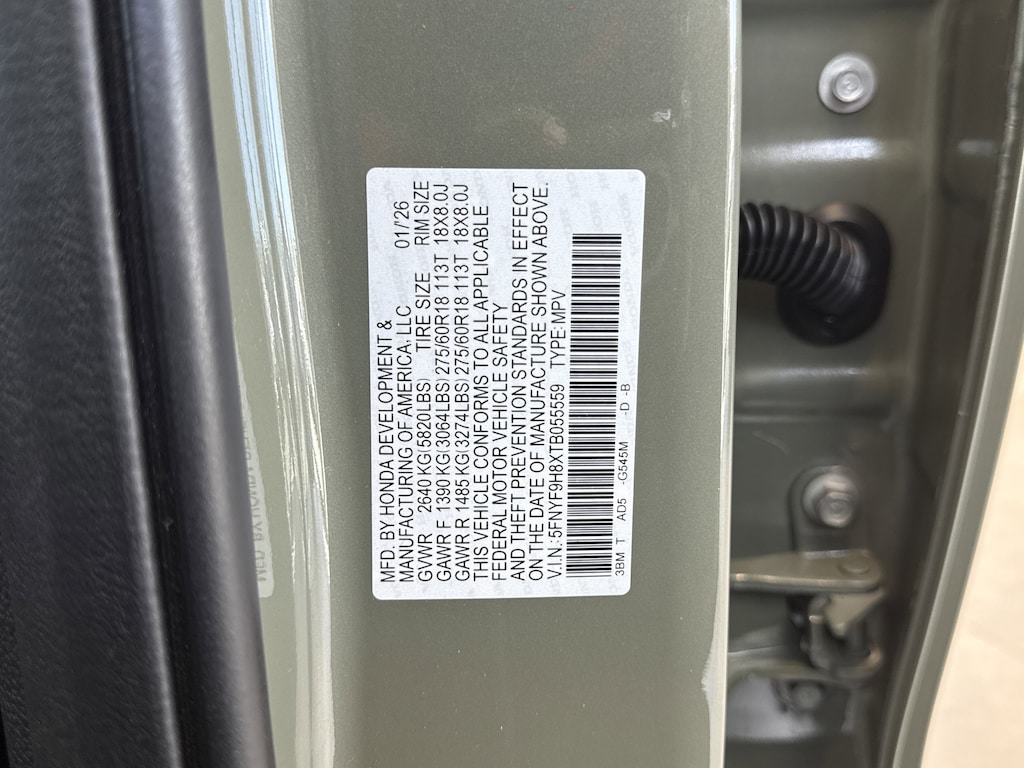 MFD. BY HONDA DEVELOPMENT &
MANUFACTURING OF AMERICA, LLC 01/26
GVWR 2640 KG(5820LBS) TIRE SIZE RIM SIZE
GAWR F 1390 KG(3064LBS) 275/60R18 113T 18X8.0J
GAWR R 1485 KG(3274LBS) 275/60R18 113T 18X8.0J
THIS VEHICLE CONFORMS TO ALL APPLICABLE
FEDERAL MOTOR VEHICLE SAFETY
AND THEFT PREVENTION STANDARDS IN EFFECT
ON THE DATE OF MANUFACTURE SHOWN ABOVE.
V.I.N.:5FNYF9H8XTB055559 TYPE:MPV
3BM T AD5 -G545M -D -B